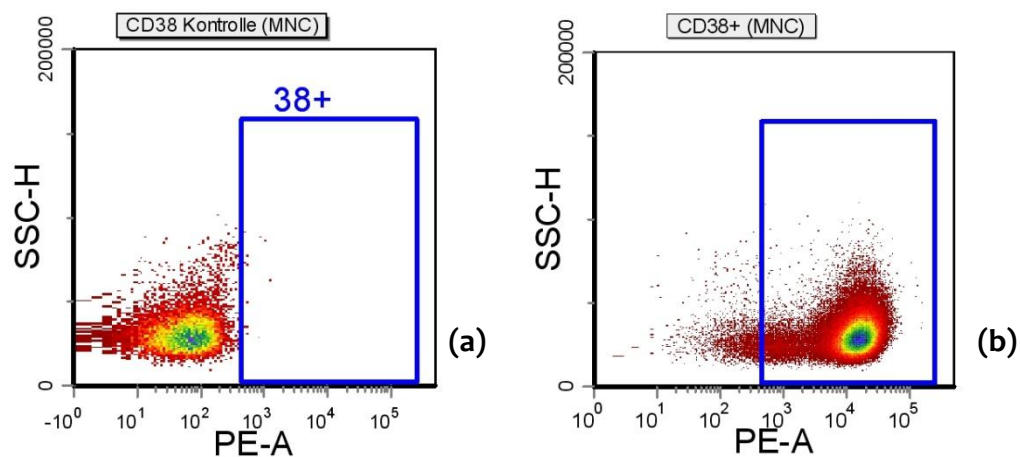 CD38 Kontrolle (MNC)
200000
38+
SSC-H
0
-10^0 10^1 10^2 10^3 10^4 10^5
PE-A
(a)
CD38+ (MNC)
200000
SSC-H
0
10^0 10^1 10^2 10^3 10^4 10^5
PE-A
(b)